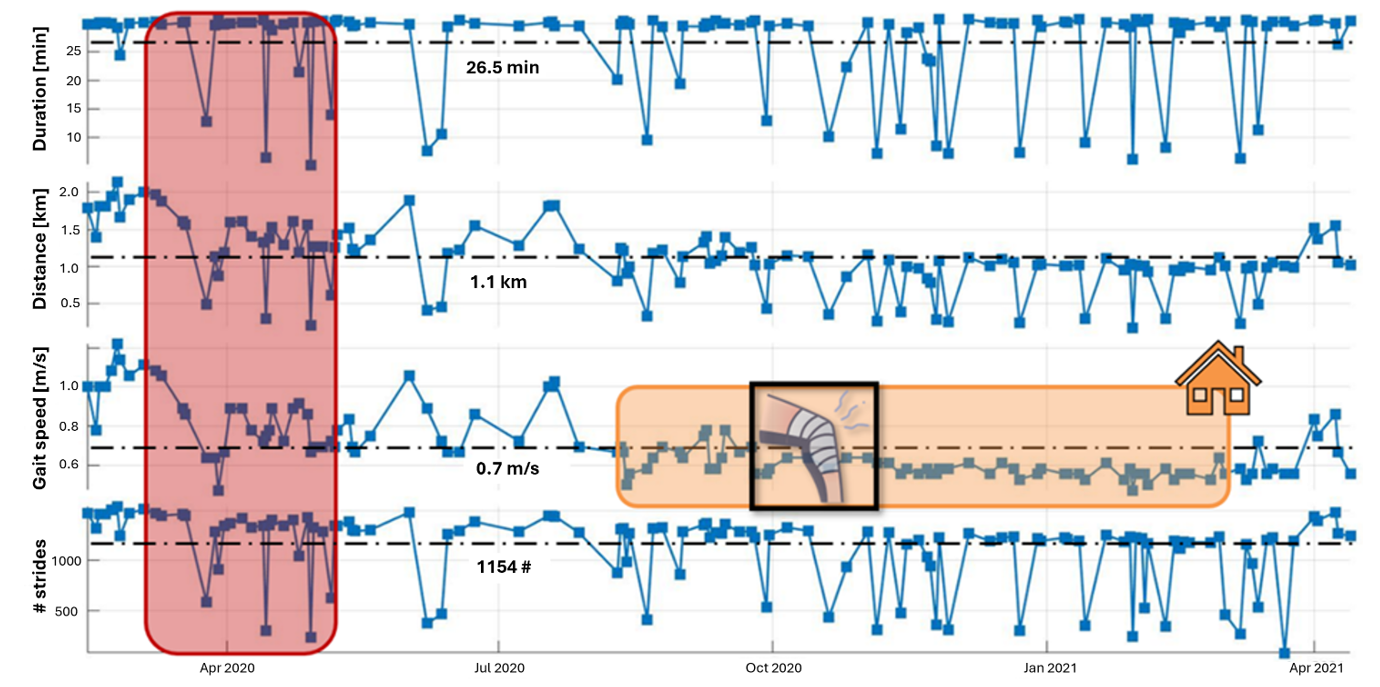 Duration [min]
25
20
15
10
26.5 min
Distance [km]
2.0
1.5
1.0
0.5
1.1 km
Gait speed [m/s]
1.0
0.8
0.6
0.7 m/s
# strides
1000
500
1154 #
Apr 2020 Jul 2020 Oct 2020 Jan 2021 Apr 2021